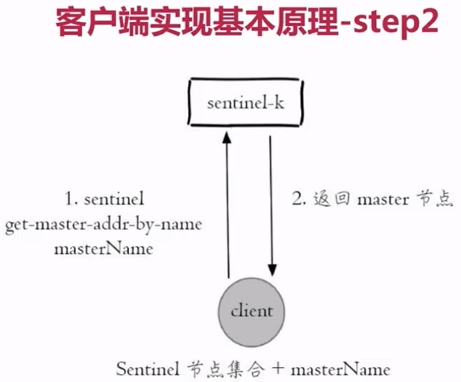 客户端实现基本原理-step2
sentinel-k
1. sentinel
get-master-addr-by-name
masterName
2. 返回 master 节点
client
Sentinel 节点集合 + masterName